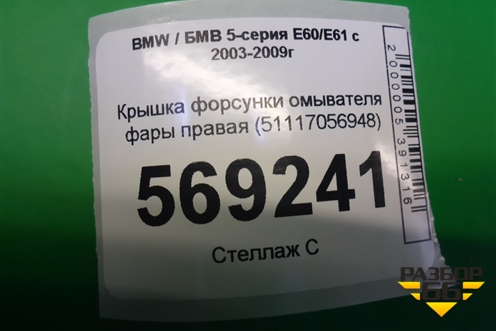 BMW / БМВ 5-серия E60/E61 с
2003-2009г
Крышка форсунки омывателя
фары правая (51117056948)
569241
Стеллаж С
2000005391316
РАЗБОР
66